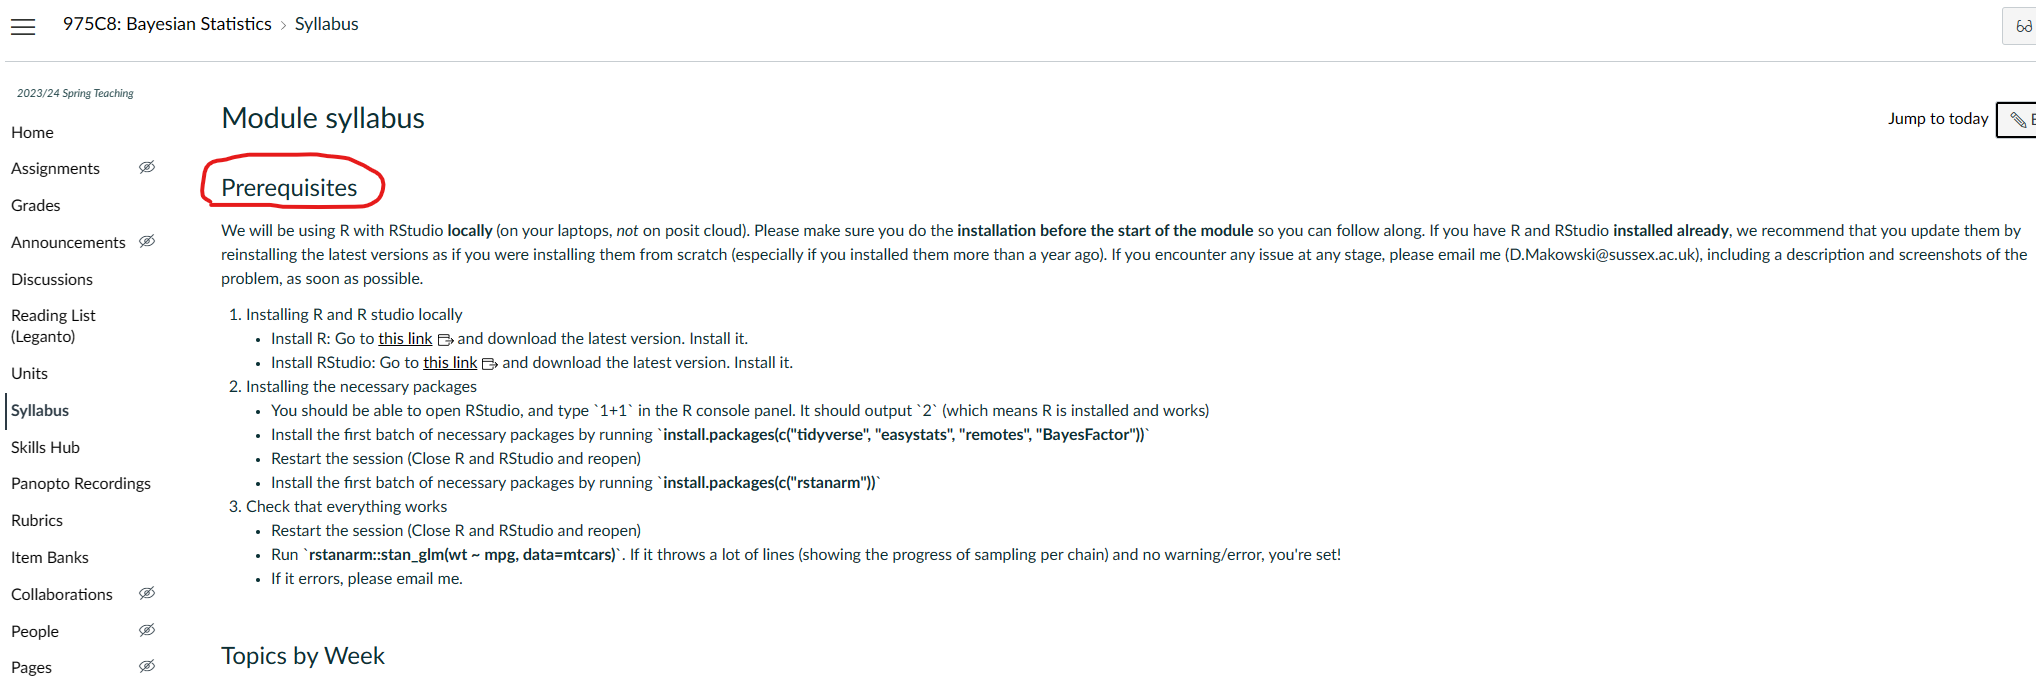 975C8: Bayesian Statistics › Syllabus
2023/24 Spring Teaching
Home
Assignments
Grades
Announcements
Discussions
Reading List
(Leganto)
Units
Syllabus
Skills Hub
Panopto Recordings
Rubrics
Item Banks
Collaborations
People
Pages
Module syllabus
Jump to today
Prerequisites
We will be using R with RStudio locally (on your laptops, not on posit cloud). Please make sure you do the installation before the start of the module so you can follow along. If you have R and RStudio installed already, we recommend that you update them by
reinstalling the latest versions as if you were installing them from scratch (especially if you installed them more than a year ago). If you encounter any issue at any stage, please email me (D.Makowski@sussex.ac.uk), including a description and screenshots of the
problem, as soon as possible.
1. Installing R and R studio locally
• Install R: Go to this link and download the latest version. Install it.
• Install RStudio: Go to this link and download the latest version. Install it.
2. Installing the necessary packages
• You should be able to open RStudio, and type `1+1` in the R console panel. It should output `2` (which means R is installed and works)
• Install the first batch of necessary packages by running `install.packages(c("tidyverse", "easystats", "remotes", "BayesFactor"))`
• Restart the session (Close R and RStudio and reopen)
• Install the first batch of necessary packages by running `install.packages(c("rstanarm"))`
3. Check that everything works
• Restart the session (Close R and RStudio and reopen)
• Run `rstanarm::stan_glm(wt ~ mpg, data=mtcars)`. If it throws a lot of lines (showing the progress of sampling per chain) and no warning/error, you're set!
• If it errors, please email me.
Topics by Week